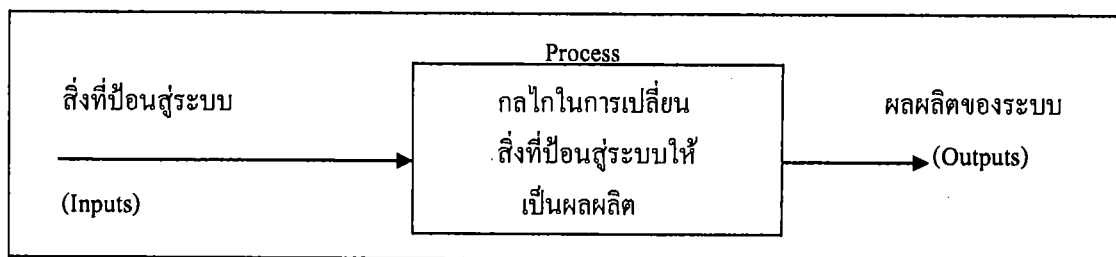 Process
สิ่งที่ป้อนสู่ระบบ
(Inputs)
กลไกในการเปลี่ยน
สิ่งที่ป้อนสู่ระบบให้
เป็นผลผลิต
ผลผลิตของระบบ
(Outputs)